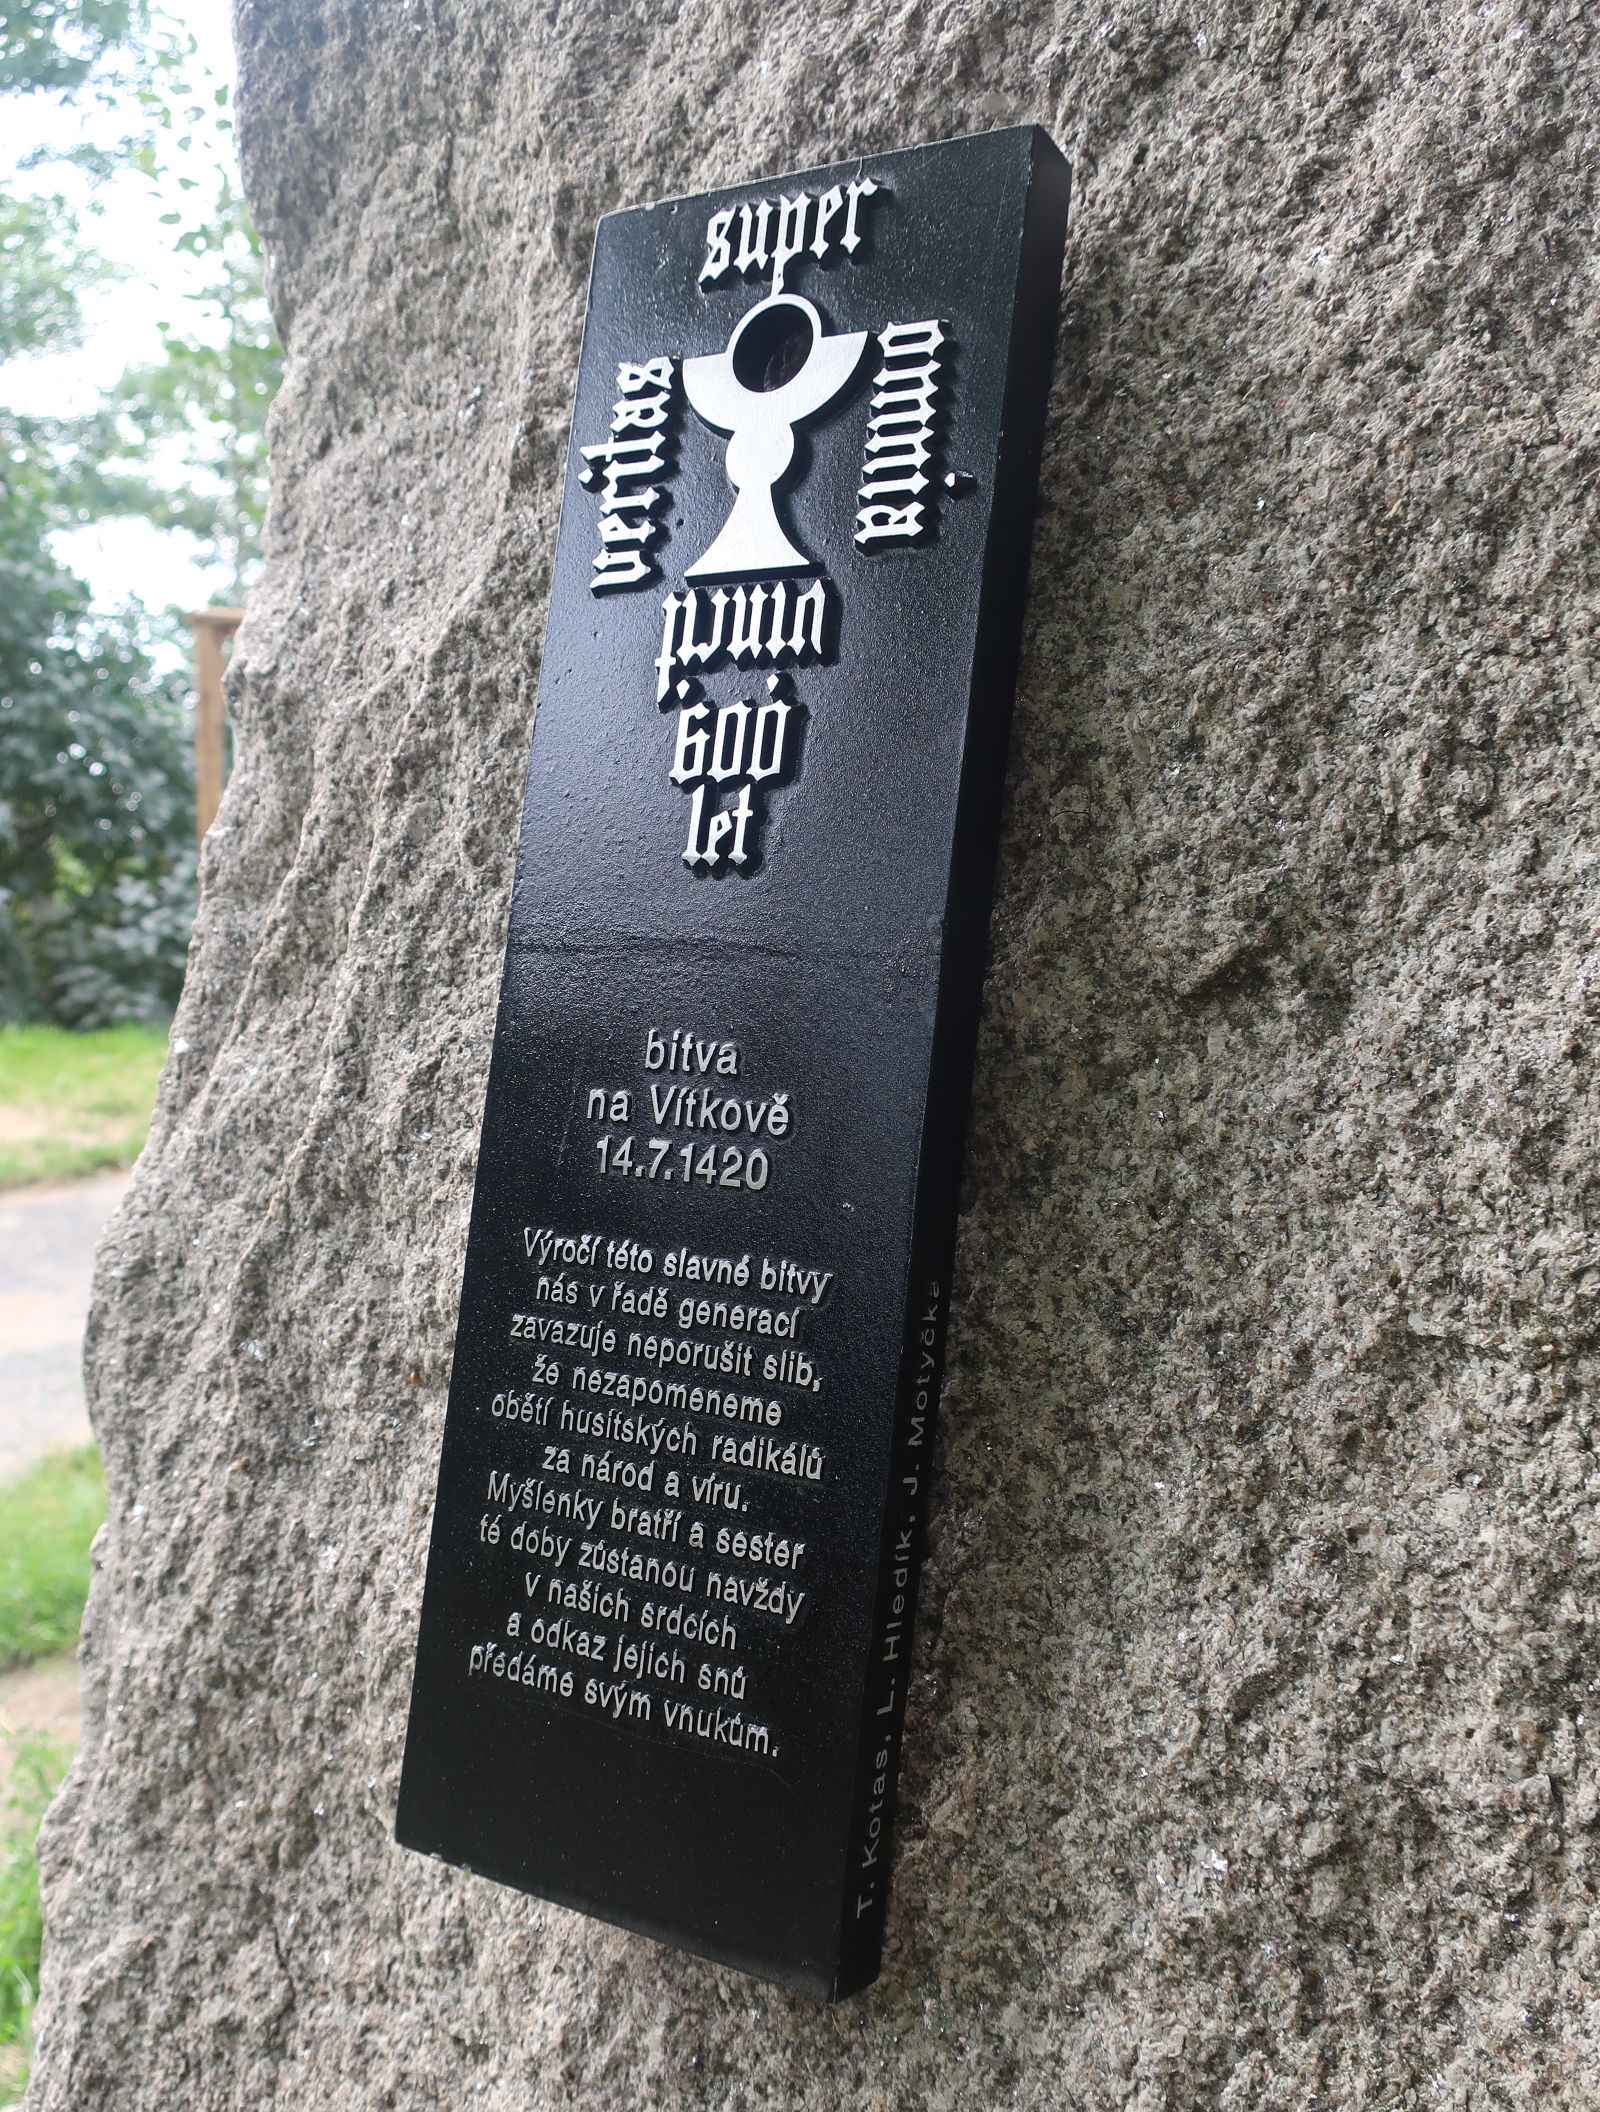 veritas
super
omnia
vincit
600
let
bitva
na Vítkově
14.7.1420
Výročí této slavné bitvy
nás v řadě generací
zavazuje neporušit slib,
že nezapomeneme
obětí husitských radikálů
za národ a víru.
Myšlenky bratří a sester
té doby zůstanou navždy
v našich srdcích
a odkaz jejich snů
předáme svým vnukům.
T. Kotas, L. Hledík, J. Motyčka